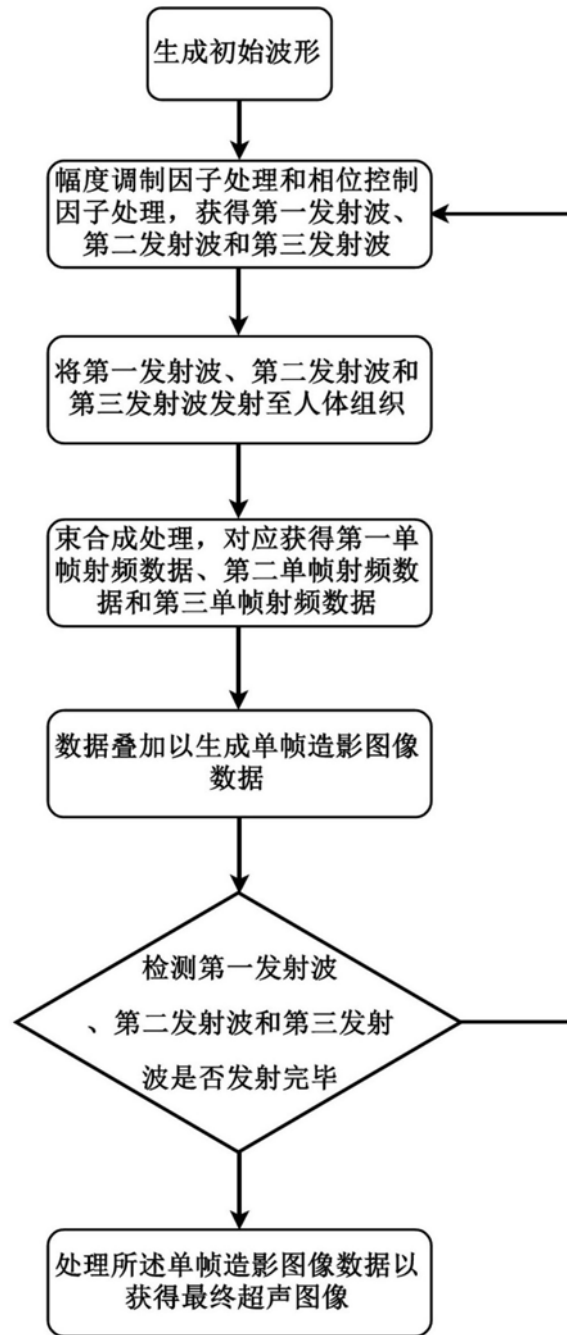 生成初始波形
幅度调制因子处理和相位控制
因子处理，获得第一发射波、
第二发射波和第三发射波
将第一发射波、第二发射波和
第三发射波发射至人体组织
束合成处理，对应获得第一单
帧射频数据、第二单帧射频数
据和第三单帧射频数据
数据叠加以生成单帧造影图像
数据
检测第一发射波
、第二发射波和第三发射
波是否发射完毕
处理所述单帧造影图像数据以
获得最终超声图像